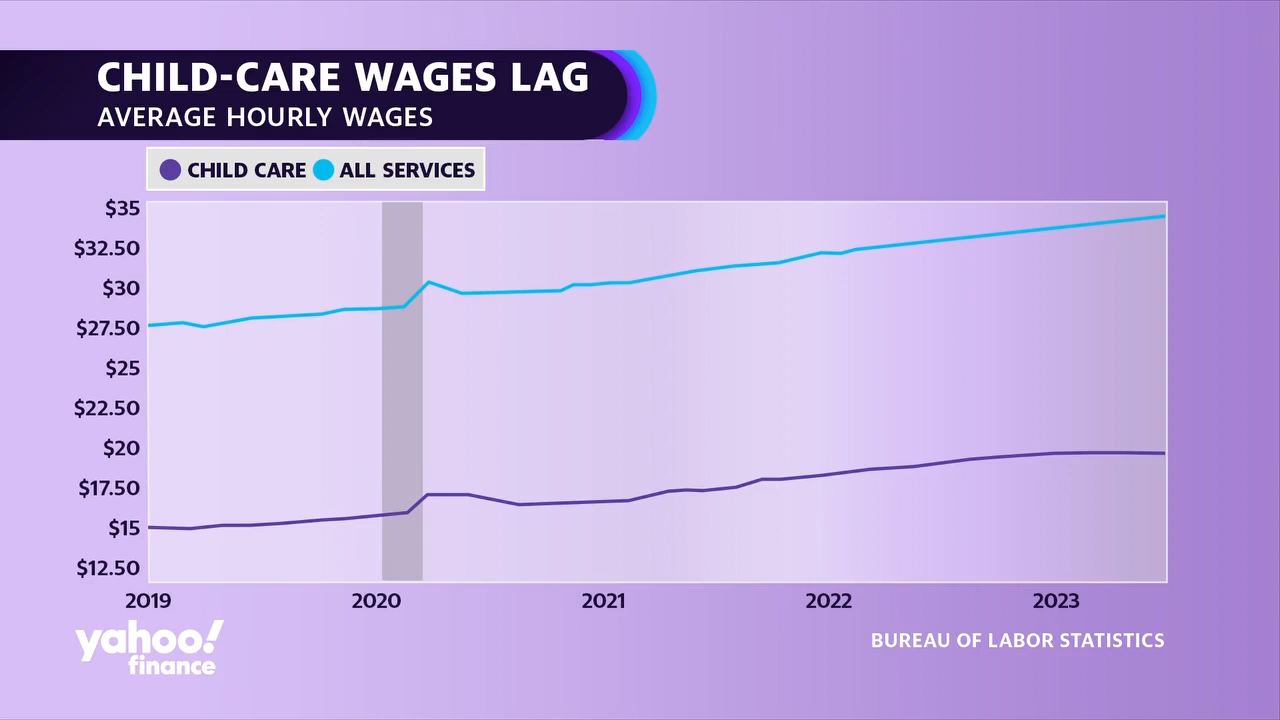 CHILD-CARE WAGES LAG
AVERAGE HOURLY WAGES
CHILD CARE ALL SERVICES
$35
$32.50
$30
$27.50
$25
$22.50
$20
$17.50
$15
$12.50
2019 2020 2021 2022 2023
yahoo!
finance
BUREAU OF LABOR STATISTICS